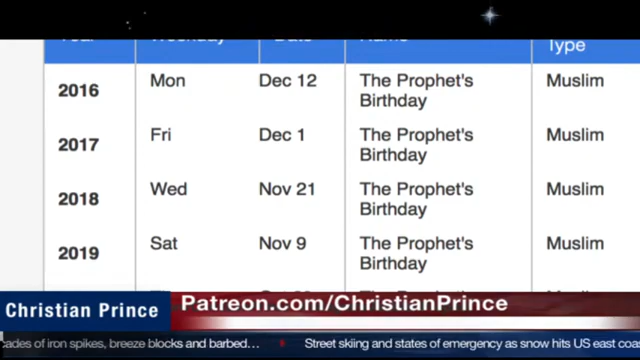 Type
2016 Mon Dec 12 The Prophet's Muslim
Birthday
2017 Fri Dec 1 The Prophet's Muslim
Birthday
2018 Wed Nov 21 The Prophet's Muslim
Birthday
2019 Sat Nov 9 The Prophet's Muslim
Birthday
Christian Prince Patreon.com/ChristianPrince
of iron spikes, breeze blocks and barbed... Street skiing and states of emergency as snow hits US east